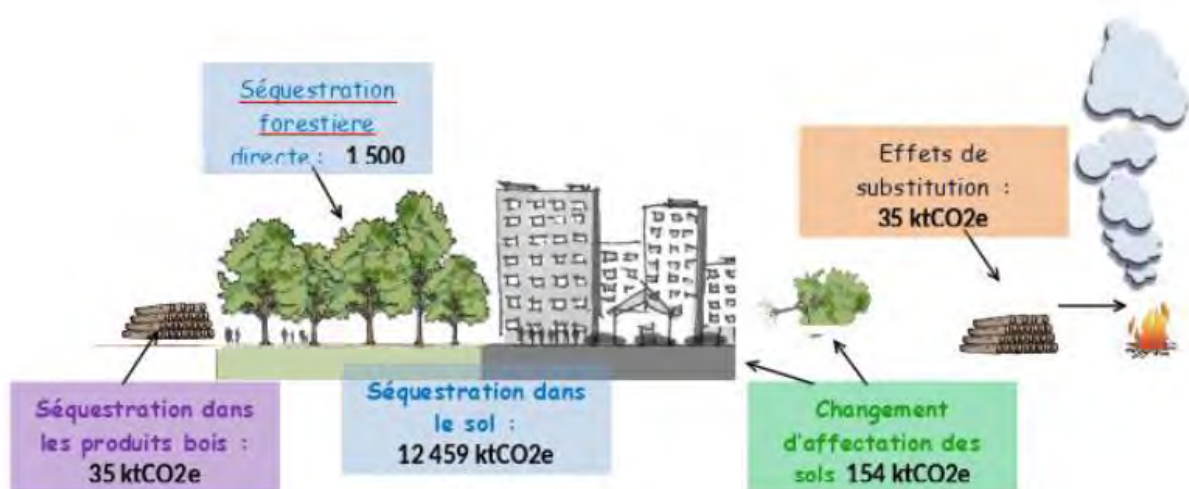 Séquestration
forestiere
directe : 1 500
Effets de
substitution :
35 ktCO2e
Séquestration dans
les produits bois :
35 ktCO2e
Séquestration dans
le sol :
12 459 ktCO2e
Changement
d'affectation des
sols 154 ktCO2e